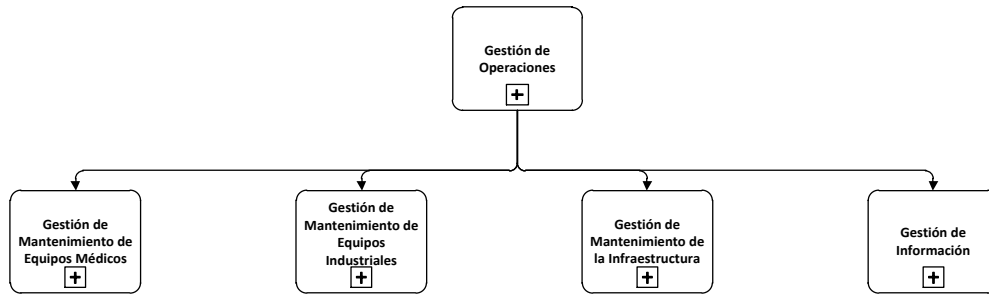 Gestión de
Operaciones
Gestión de
Mantenimiento de
Equipos Médicos
Gestión de
Mantenimiento de
Equipos
Industriales
Gestión de
Mantenimiento de
la Infraestructura
Gestión de
Información